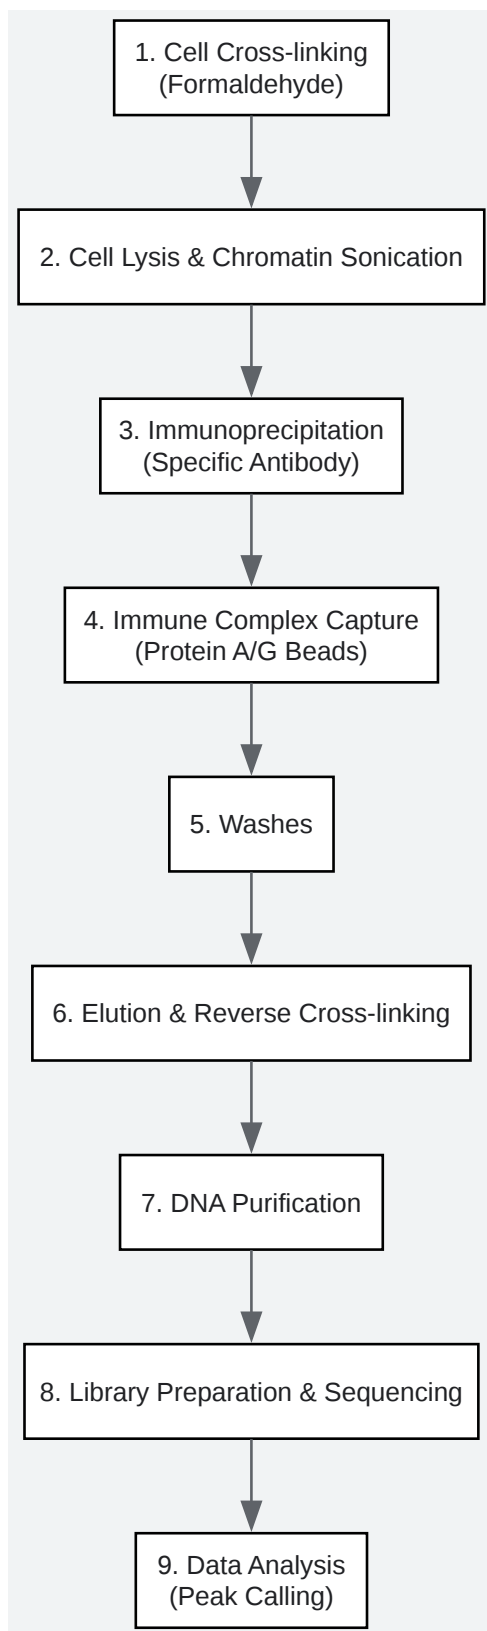 1. Cell Cross-linking
(Formaldehyde)
2. Cell Lysis & Chromatin Sonication
3. Immunoprecipitation
(Specific Antibody)
4. Immune Complex Capture
(Protein A/G Beads)
5. Washes
6. Elution & Reverse Cross-linking
7. DNA Purification
8. Library Preparation & Sequencing
9. Data Analysis
(Peak Calling)